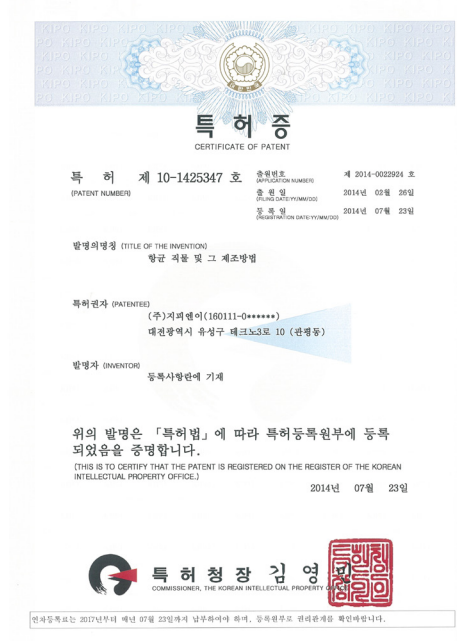 특허증
CERTIFICATE OF PATENT
특 허 제 10-1425347 호
(PATENT NUMBER)
출원번호 제 2014-0022924 호
(APPLICATION NUMBER)
출 원 일 2014년 02월 26일
(FILING DATE:YY/MM/DD)
등 록 일 2014년 07월 23일
(REGISTRATION DATE:YY/MM/DD)
발명의명칭 (TITLE OF THE INVENTION)
항균 직물 및 그 제조방법
특허권자 (PATENTEE)
(주)지피엔이(160111-0******)
대전광역시 유성구 테크노3로 10 (관평동)
발명자 (INVENTOR)
등록사항란에 기재
위의 발명은 「특허법」에 따라 특허등록원부에 등록
되었음을 증명합니다.
(THIS IS TO CERTIFY THAT THE PATENT IS REGISTERED ON THE REGISTER OF THE KOREAN
INTELLECTUAL PROPERTY OFFICE.)
2014년 07월 23일
특허청장 김영민
COMMISSIONER, THE KOREAN INTELLECTUAL PROPERTY OFFICE
연차등록료는 2017년부터 매년 07월 23일까지 납부하여야 하며, 등록원부로 권리관계를 확인바랍니다.